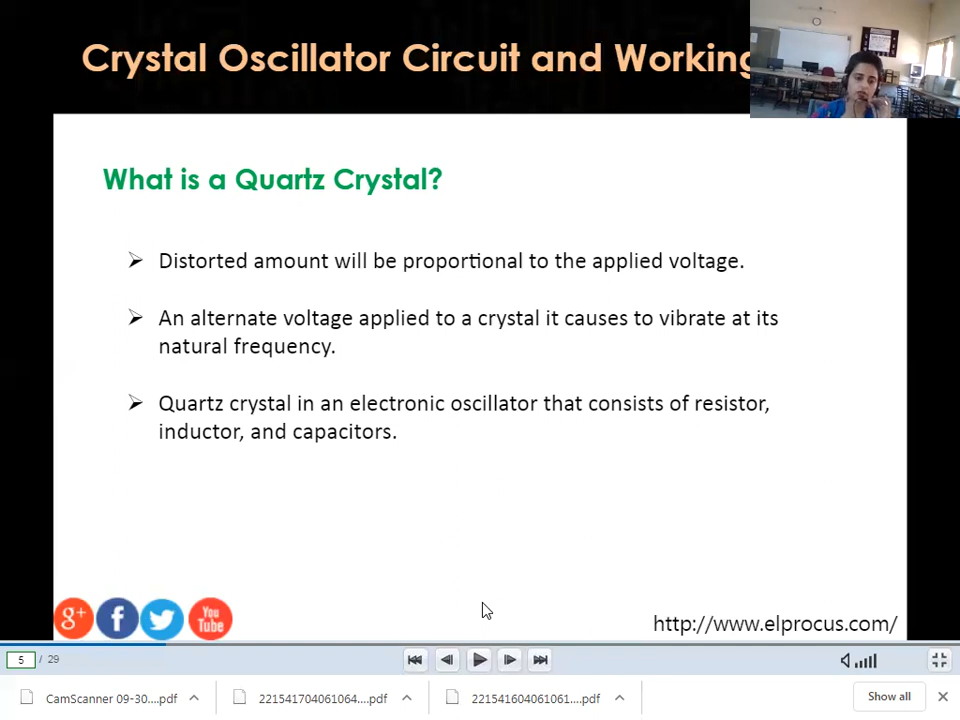 Crystal Oscillator Circuit and Working
What is a Quartz Crystal?
➢ Distorted amount will be proportional to the applied voltage.
➢ An alternate voltage applied to a crystal it causes to vibrate at its
natural frequency.
➢ Quartz crystal in an electronic oscillator that consists of resistor,
inductor, and capacitors.
g+ f You Tube
http://www.elprocus.com/
5 / 29
CamScanner 09-30....pdf 221541704061064....pdf 221541604061061....pdf Show all